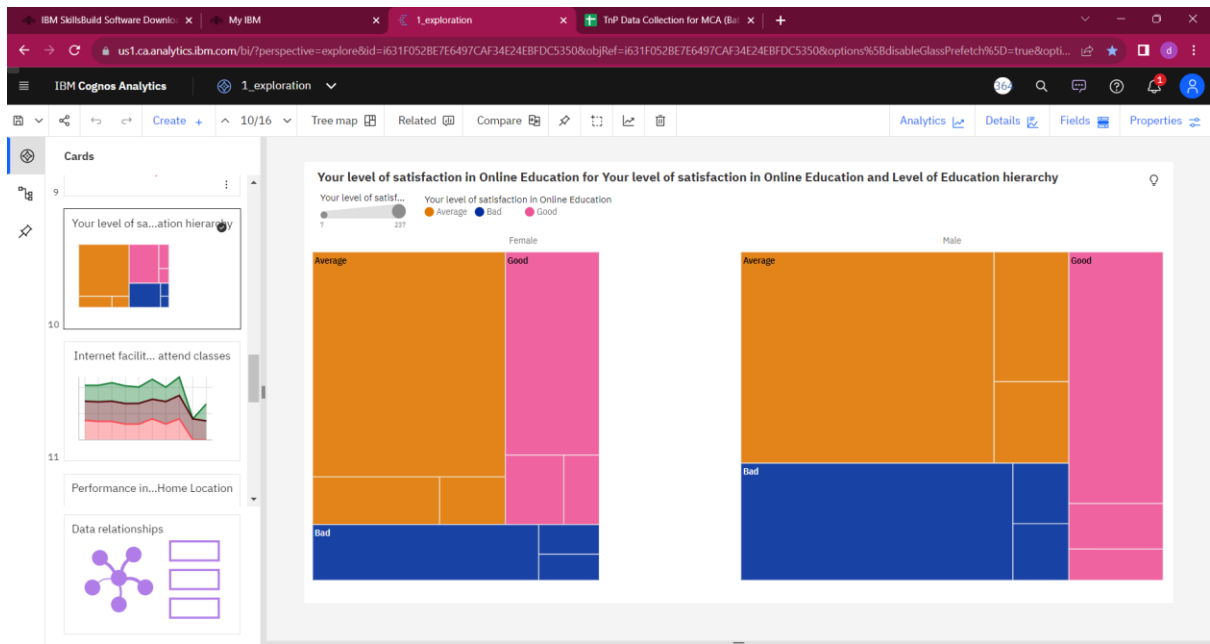 IBM SkillsBuild Software Downloa
My IBM
1_exploration
TnP Data Collection for MCA (Bat
us1.ca.analytics.ibm.com/bi/?perspective=explore&id=i631F052BE7E6497CAF34E24EBFDC5350&objRef=i631F052BE7E6497CAF34E24EBFDC5350&options%5BdisableGlassPrefetch%5D=true&opti...
d
IBM Cognos Analytics
1_exploration
364
1
Create +
10/16
Tree map
Related
Compare
Analytics
Details
Fields
Properties
Cards
9
Your level of sa...ation hierarchy
10
Internet facilit... attend classes
11
Performance in...Home Location
Data relationships
Your level of satisfaction in Online Education for Your level of satisfaction in Online Education and Level of Education hierarchy
Your level of satisf...
7
237
Your level of satisfaction in Online Education
Average
Bad
Good
Female
Average
Good
Bad
Male
Average
Good
Bad